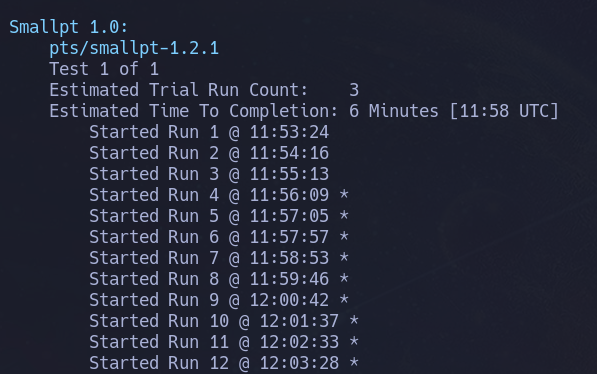 Smallpt 1.0:
pts/smallpt-1.2.1
Test 1 of 1
Estimated Trial Run Count: 3
Estimated Time To Completion: 6 Minutes [11:58 UTC]
Started Run 1 @ 11:53:24
Started Run 2 @ 11:54:16
Started Run 3 @ 11:55:13
Started Run 4 @ 11:56:09 *
Started Run 5 @ 11:57:05 *
Started Run 6 @ 11:57:57 *
Started Run 7 @ 11:58:53 *
Started Run 8 @ 11:59:46 *
Started Run 9 @ 12:00:42 *
Started Run 10 @ 12:01:37 *
Started Run 11 @ 12:02:33 *
Started Run 12 @ 12:03:28 *